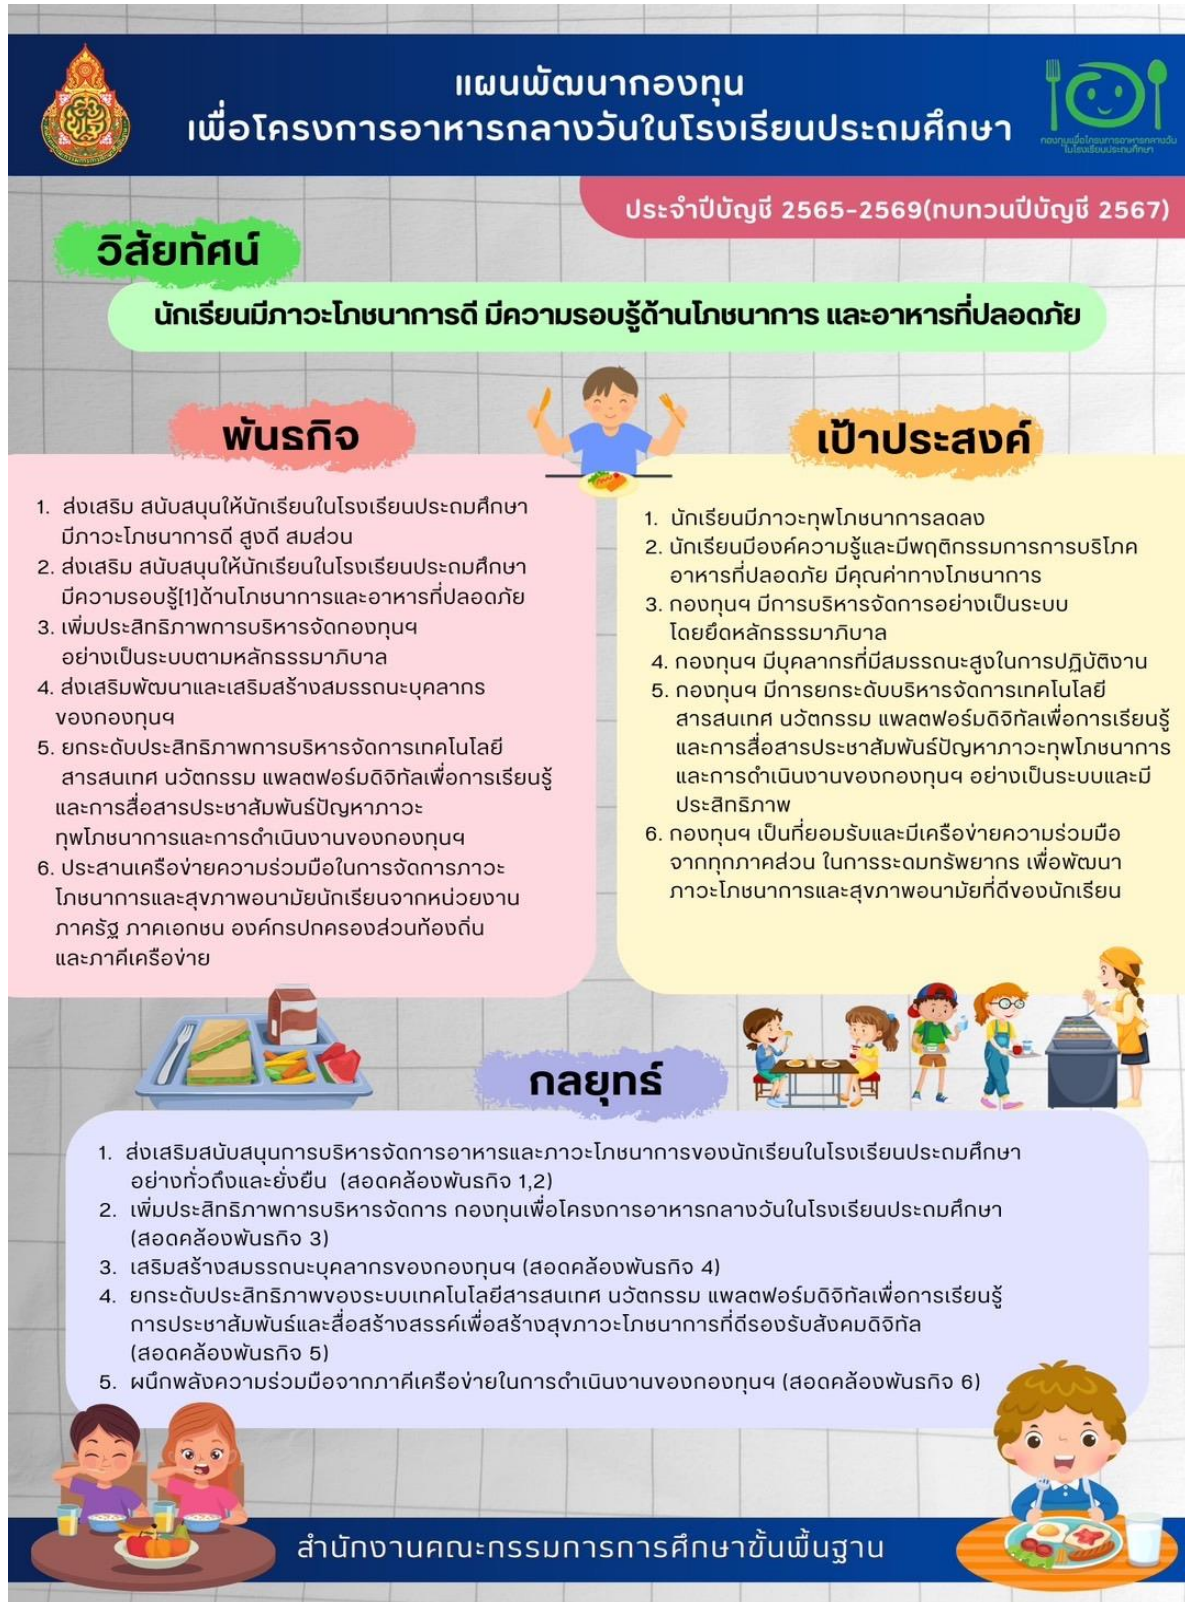 แผนพัฒนากองทุน
เพื่อโครงการอาหารกลางวันในโรงเรียนประถมศึกษา
กองทุนเพื่อโครงการอาหารกลางวัน
ในโรงเรียนประถมศึกษา
ประจำปีบัญชี 2565-2569(ทบทวนปีบัญชี 2567)
วิสัยทัศน์
นักเรียนมีภาวะโภชนาการดี มีความรอบรู้ด้านโภชนาการ และอาหารที่ปลอดภัย
พันธกิจ
1. ส่งเสริม สนับสนุนให้นักเรียนในโรงเรียนประถมศึกษา
มีภาวะโภชนาการดี สูงดี สมส่วน
2. ส่งเสริม สนับสนุนให้นักเรียนในโรงเรียนประถมศึกษา
มีความรอบรู้[1]ด้านโภชนาการและอาหารที่ปลอดภัย
3. เพิ่มประสิทธิภาพการบริหารจัดกองทุนฯ
อย่างเป็นระบบตามหลักธรรมาภิบาล
4. ส่งเสริมพัฒนาและเสริมสร้างสมรรถนะบุคลากร
ของกองทุนฯ
5. ยกระดับประสิทธิภาพการบริหารจัดการเทคโนโลยี
สารสนเทศ นวัตกรรม แพลตฟอร์มดิจิทัลเพื่อการเรียนรู้
และการสื่อสารประชาสัมพันธ์ปัญหาภาวะ
ทุพโภชนาการและการดำเนินงานของกองทุนฯ
6. ประสานเครือข่ายความร่วมมือในการจัดการภาวะ
โภชนาการและสุขภาพอนามัยนักเรียนจากหน่วยงาน
ภาครัฐ ภาคเอกชน องค์กรปกครองส่วนท้องถิ่น
และภาคีเครือข่าย
เป้าประสงค์
1. นักเรียนมีภาวะทุพโภชนาการลดลง
2. นักเรียนมีองค์ความรู้และมีพฤติกรรมการการบริโภค
อาหารที่ปลอดภัย มีคุณค่าทางโภชนาการ
3. กองทุนฯ มีการบริหารจัดการอย่างเป็นระบบ
โดยยึดหลักธรรมาภิบาล
4. กองทุนฯ มีบุคลากรที่มีสมรรถนะสูงในการปฏิบัติงาน
5. กองทุนฯ มีการยกระดับบริหารจัดการเทคโนโลยี
สารสนเทศ นวัตกรรม แพลตฟอร์มดิจิทัลเพื่อการเรียนรู้
และการสื่อสารประชาสัมพันธ์ปัญหาภาวะทุพโภชนาการ
และการดำเนินงานของกองทุนฯ อย่างเป็นระบบและมี
ประสิทธิภาพ
6. กองทุนฯ เป็นที่ยอมรับและมีเครือข่ายความร่วมมือ
จากทุกภาคส่วน ในการระดมทรัพยากร เพื่อพัฒนา
ภาวะโภชนาการและสุขภาพอนามัยที่ดีของนักเรียน
กลยุทธ์
1. ส่งเสริมสนับสนุนการบริหารจัดการอาหารและภาวะโภชนาการของนักเรียนในโรงเรียนประถมศึกษา
อย่างทั่วถึงและยั่งยืน (สอดคล้องพันธกิจ 1,2)
2. เพิ่มประสิทธิภาพการบริหารจัดการ กองทุนเพื่อโครงการอาหารกลางวันในโรงเรียนประถมศึกษา
(สอดคล้องพันธกิจ 3)
3. เสริมสร้างสมรรถนะบุคลากรของกองทุนฯ (สอดคล้องพันธกิจ 4)
4. ยกระดับประสิทธิภาพของระบบเทคโนโลยีสารสนเทศ นวัตกรรม แพลตฟอร์มดิจิทัลเพื่อการเรียนรู้
การประชาสัมพันธ์และสื่อสร้างสรรค์เพื่อสร้างสุขภาวะโภชนาการที่ดีรองรับสังคมดิจิทัล
(สอดคล้องพันธกิจ 5)
5. ผนึกพลังความร่วมมือจากภาคีเครือข่ายในการดำเนินงานของกองทุนฯ (สอดคล้องพันธกิจ 6)
สำนักงานคณะกรรมการการศึกษาขั้นพื้นฐาน